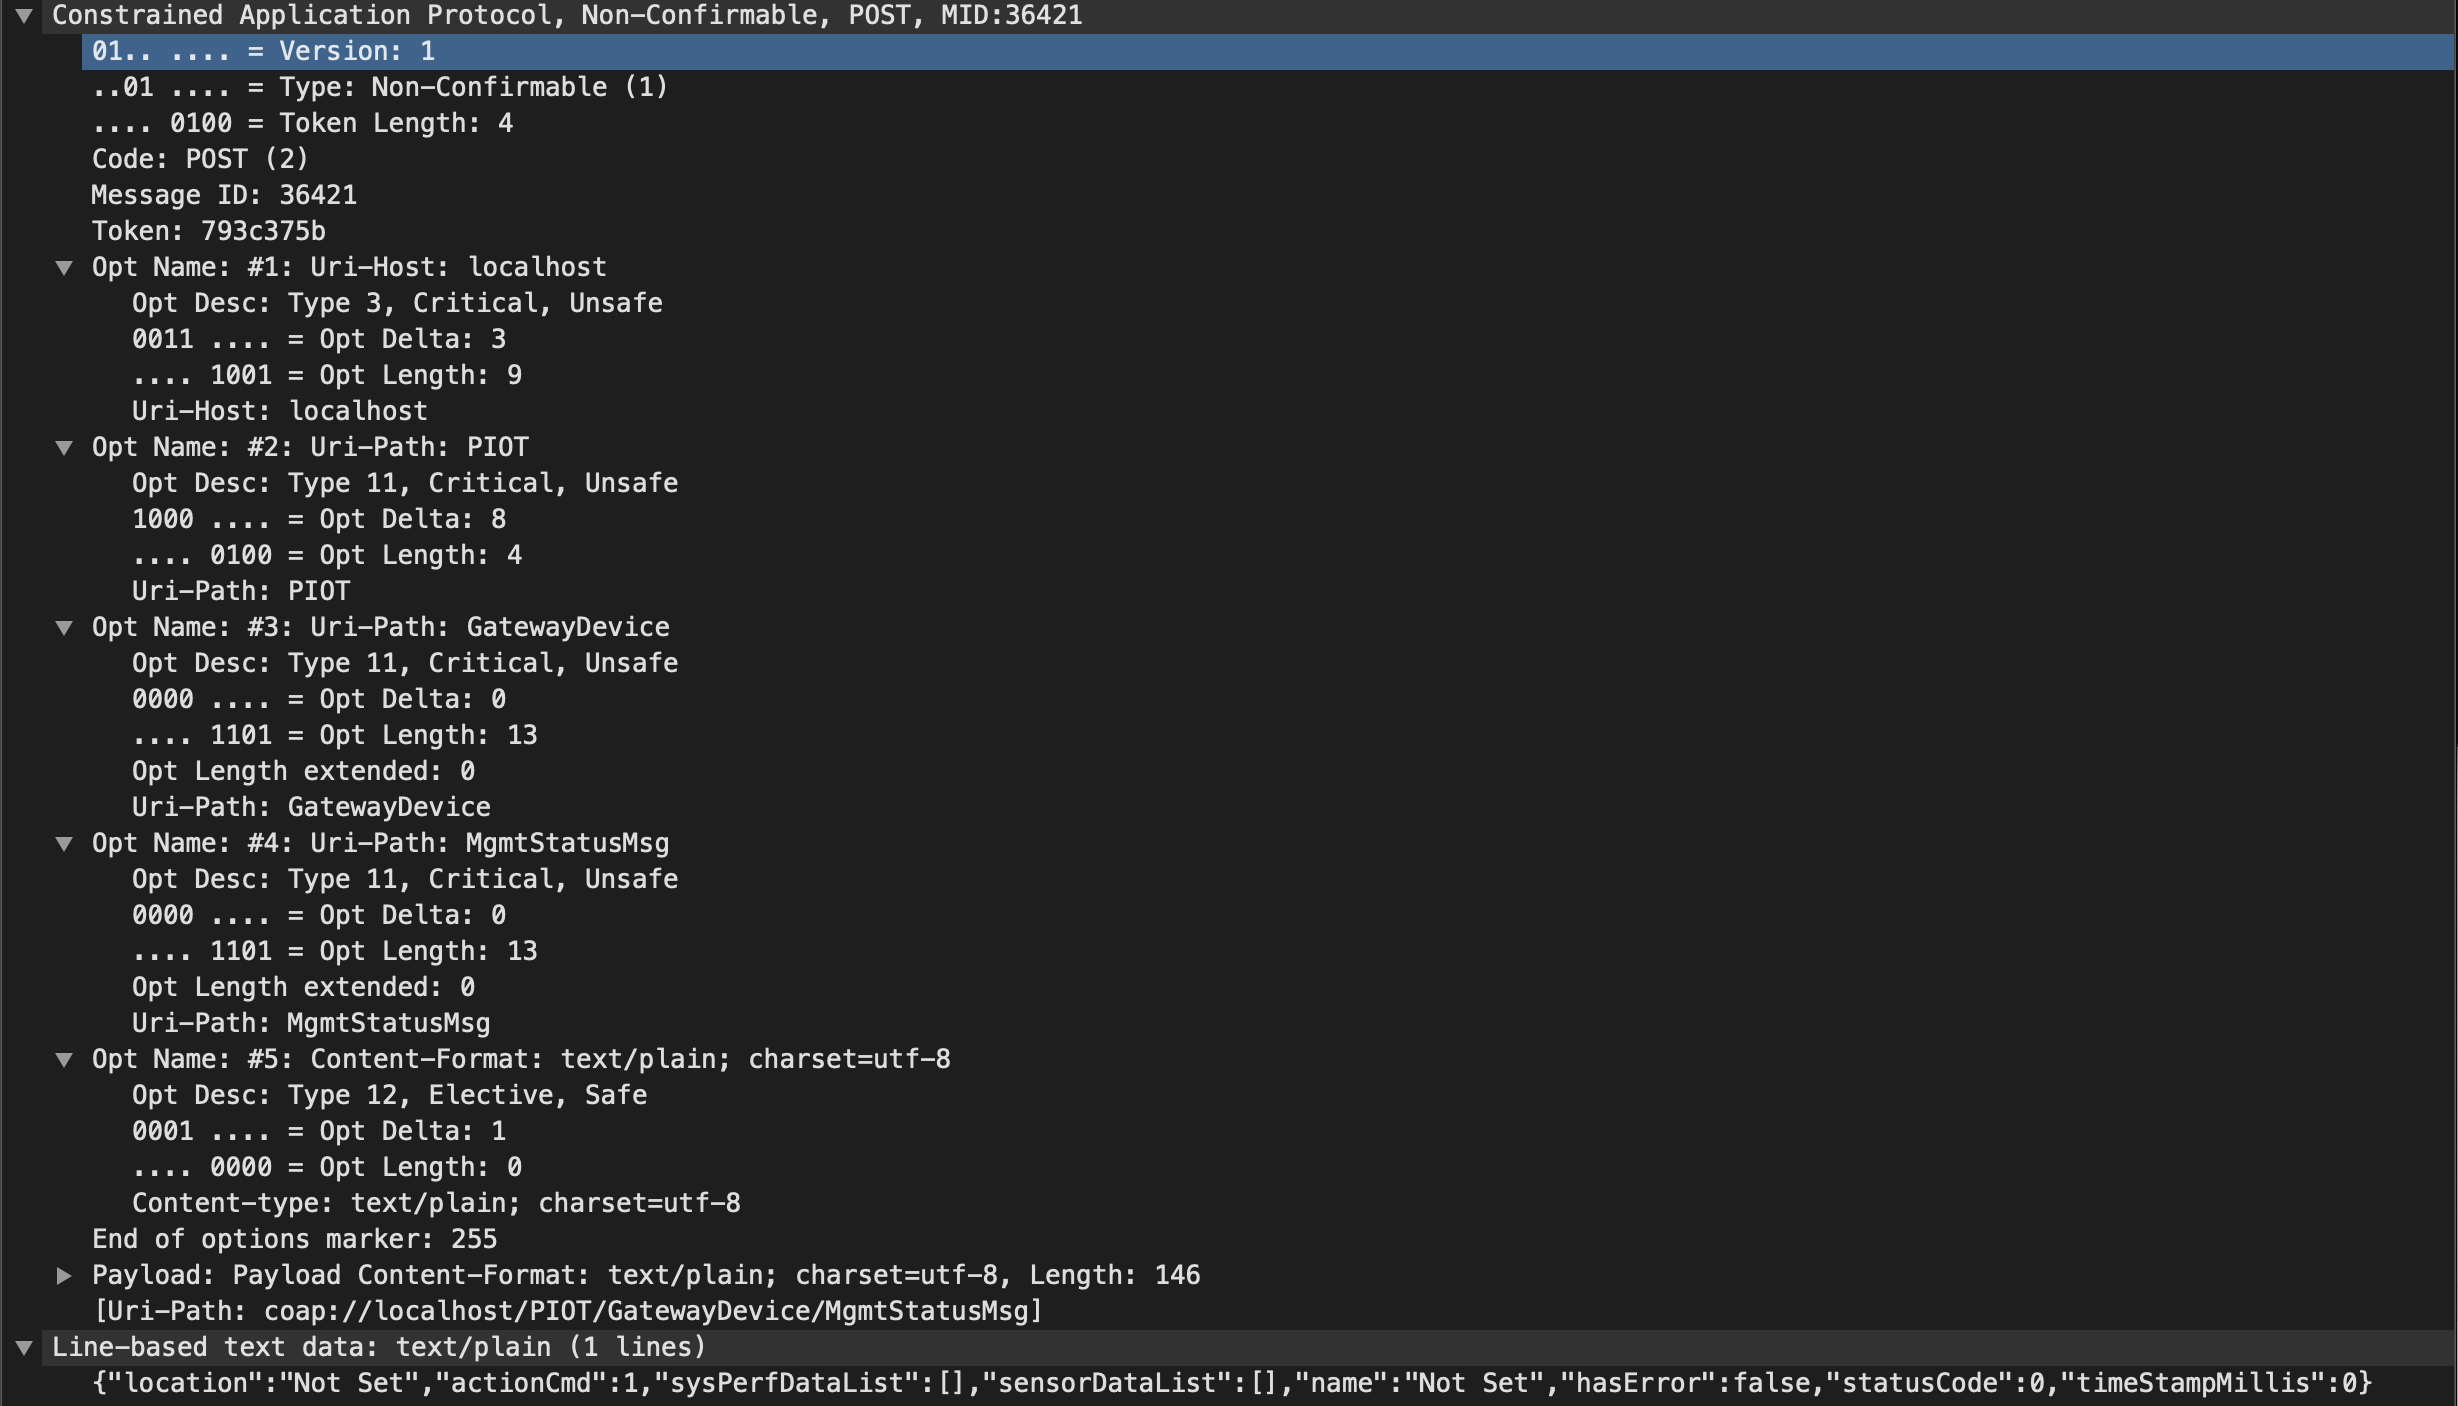 Constrained Application Protocol, Non-Confirmable, POST, MID:36421
01.. .... = Version: 1
..01 .... = Type: Non-Confirmable (1)
.... 0100 = Token Length: 4
Code: POST (2)
Message ID: 36421
Token: 793c375b
Opt Name: #1: Uri-Host: localhost
Opt Desc: Type 3, Critical, Unsafe
0011 .... = Opt Delta: 3
.... 1001 = Opt Length: 9
Uri-Host: localhost
Opt Name: #2: Uri-Path: PIOT
Opt Desc: Type 11, Critical, Unsafe
1000 .... = Opt Delta: 8
.... 0100 = Opt Length: 4
Uri-Path: PIOT
Opt Name: #3: Uri-Path: GatewayDevice
Opt Desc: Type 11, Critical, Unsafe
0000 .... = Opt Delta: 0
.... 1101 = Opt Length: 13
Opt Length extended: 0
Uri-Path: GatewayDevice
Opt Name: #4: Uri-Path: MgmtStatusMsg
Opt Desc: Type 11, Critical, Unsafe
0000 .... = Opt Delta: 0
.... 1101 = Opt Length: 13
Opt Length extended: 0
Uri-Path: MgmtStatusMsg
Opt Name: #5: Content-Format: text/plain; charset=utf-8
Opt Desc: Type 12, Elective, Safe
0001 .... = Opt Delta: 1
.... 0000 = Opt Length: 0
Content-type: text/plain; charset=utf-8
End of options marker: 255
Payload: Payload Content-Format: text/plain; charset=utf-8, Length: 146
[Uri-Path: coap://localhost/PIOT/GatewayDevice/MgmtStatusMsg]
Line-based text data: text/plain (1 lines)
{"location":"Not Set","actionCmd":1,"sysPerfDataList":[],"sensorDataList":[],"name":"Not Set","hasError":false,"statusCode":0,"timeStampMillis":0}